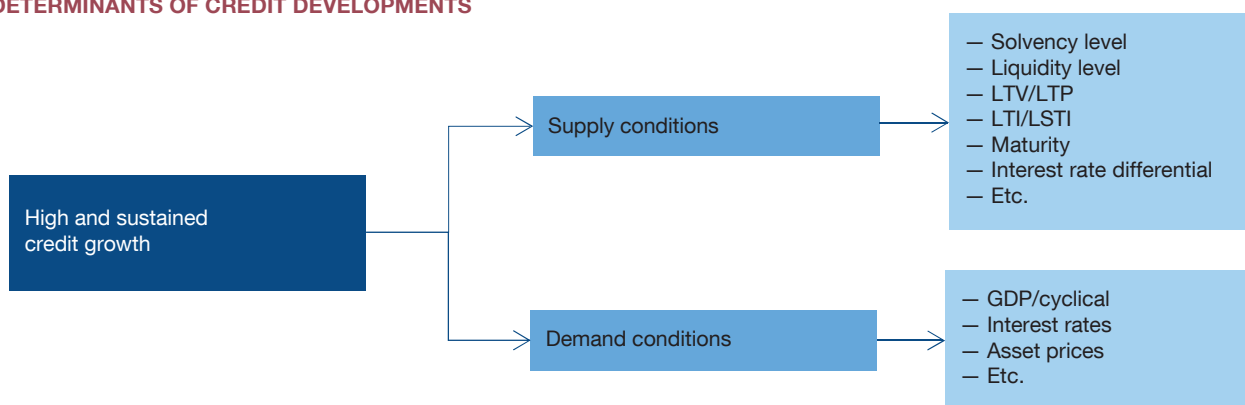 DETERMINANTS OF CREDIT DEVELOPMENTS
High and sustained
credit growth
Supply conditions
— Solvency level
— Liquidity level
— LTV/LTP
— LTI/LSTI
— Maturity
— Interest rate differential
— Etc.
Demand conditions
— GDP/cyclical
— Interest rates
— Asset prices
— Etc.